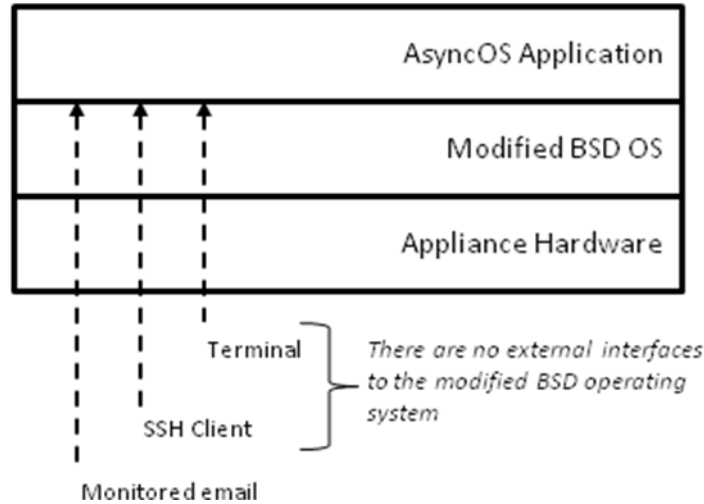 AsyncOS Application
Modified BSD OS
Appliance Hardware
Terminal
There are no external interfaces
to the modified BSD operating
system
SSH Client
Monitored email